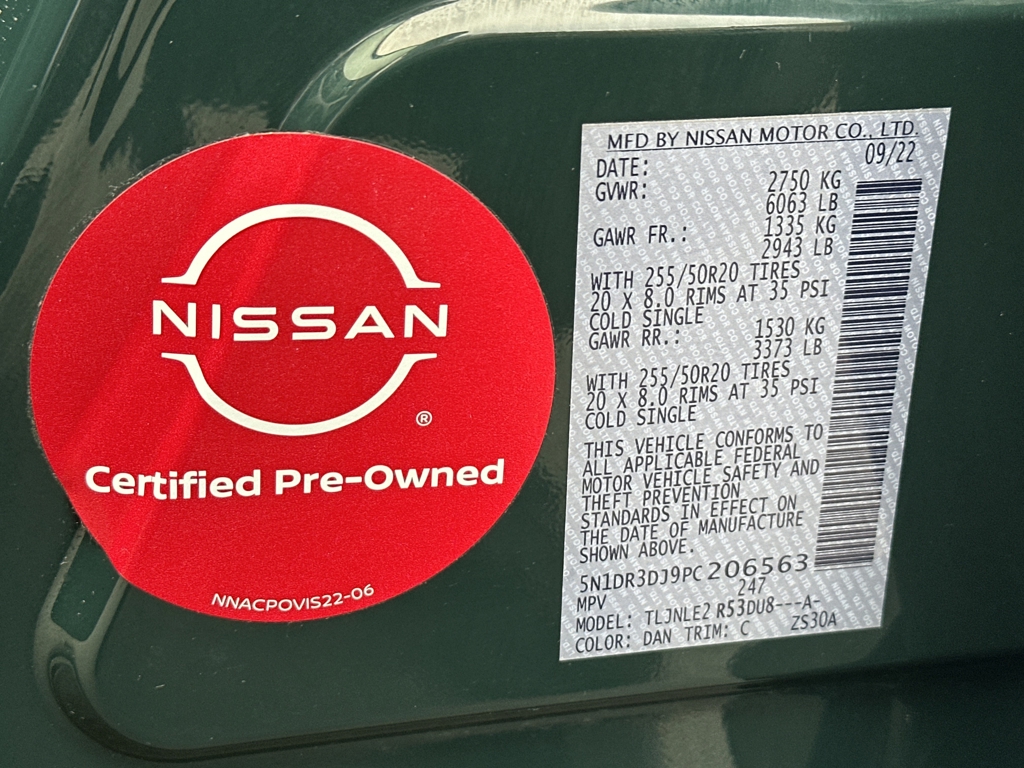 NISSAN
®
Certified Pre-Owned
NNACPOVIS22-06
MFD BY NISSAN MOTOR CO., LTD.
DATE: 09/22
GVWR: 2750 KG
6063 LB
GAWR FR.: 1335 KG
2943 LB
WITH 255/50R20 TIRES
20 X 8.0 RIMS AT 35 PSI
COLD SINGLE
GAWR RR.: 1530 KG
3373 LB
WITH 255/50R20 TIRES
20 X 8.0 RIMS AT 35 PSI
COLD SINGLE
THIS VEHICLE CONFORMS TO
ALL APPLICABLE FEDERAL
MOTOR VEHICLE SAFETY AND
THEFT PREVENTION
STANDARDS IN EFFECT ON
THE DATE OF MANUFACTURE
SHOWN ABOVE.
5N1DR3DJ9PC206563
MPV 247
MODEL: TLJNLE2 R53DU8---A-
COLOR: DAN TRIM: C ZS30A